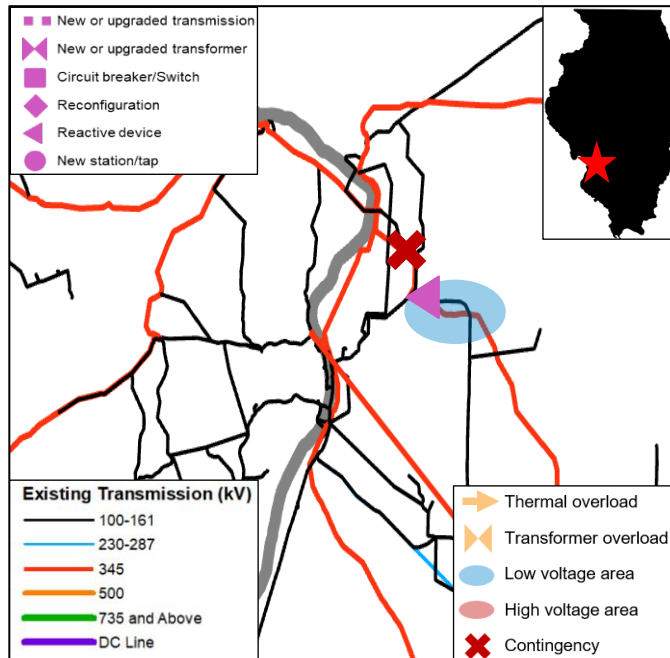 New or upgraded transmission
New or upgraded transformer
Circuit breaker/Switch
Reconfiguration
Reactive device
New station/tap
Existing Transmission (kV)
100-161
230-287
345
500
735 and Above
DC Line
Thermal overload
Transformer overload
Low voltage area
High voltage area
Contingency